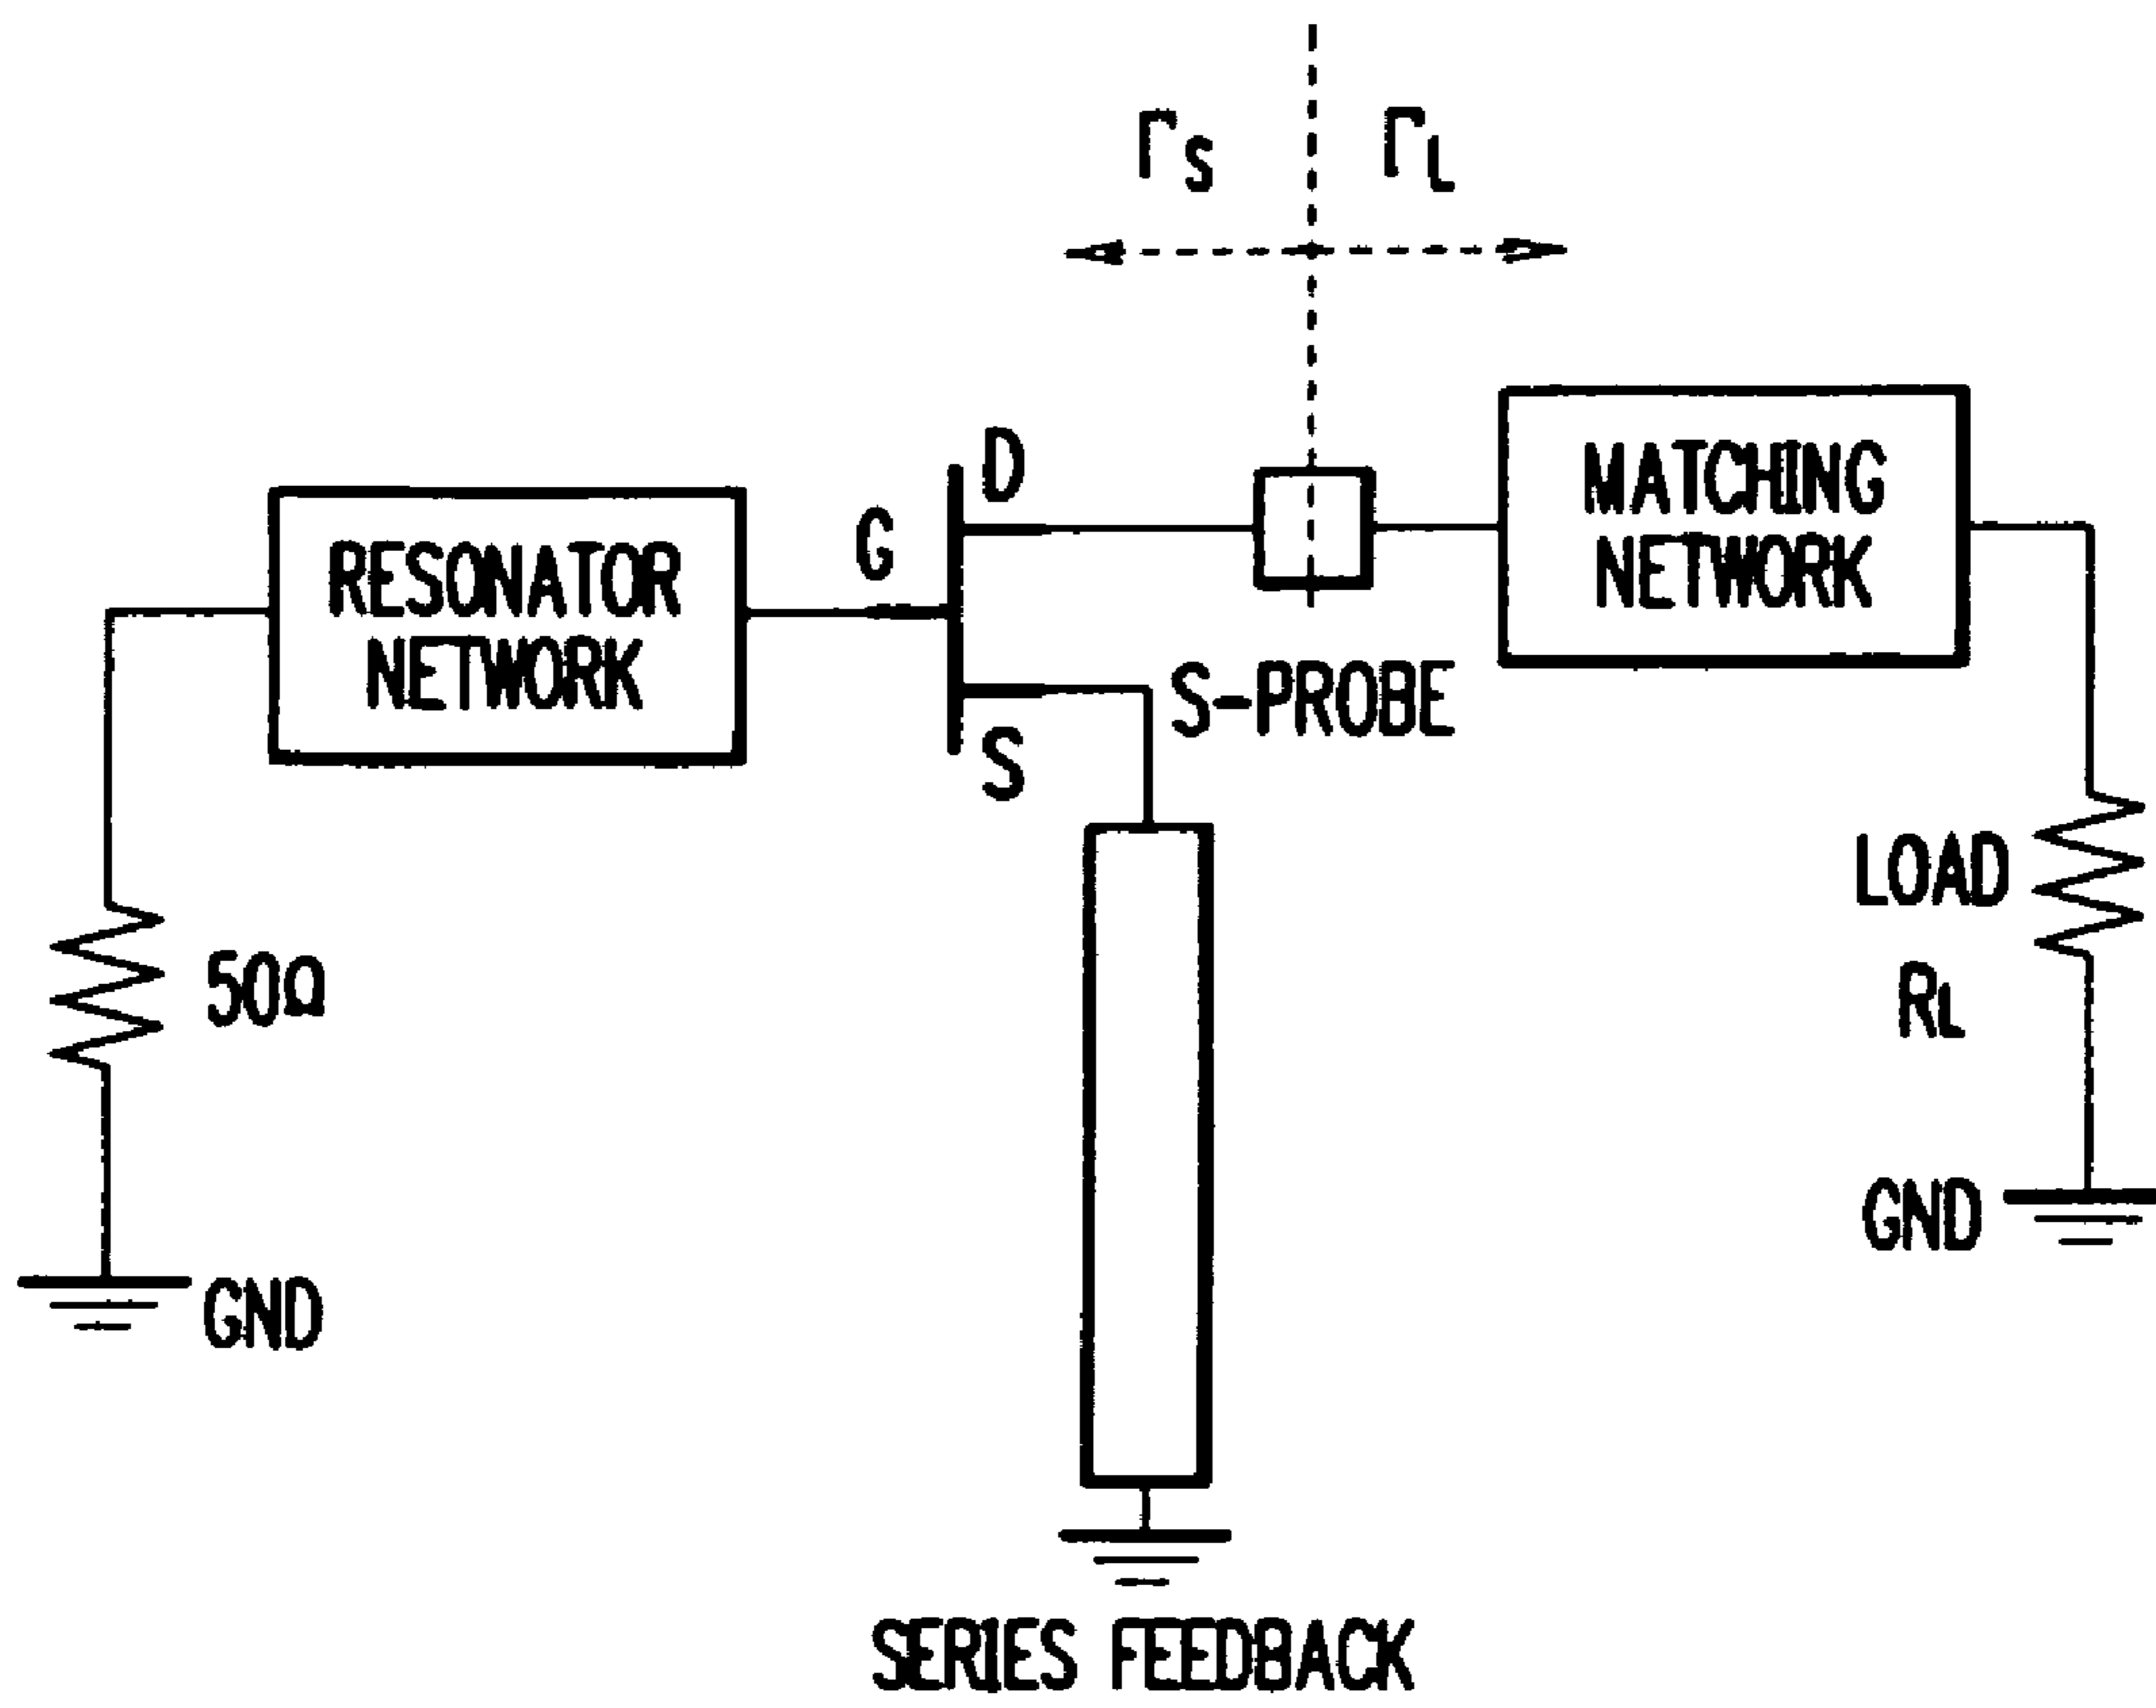 ΓS ΓL
D
G
MATCHING
NETWORK
RESONATOR
NETWORK
S-PROBE
S
LOAD
RL
50Ω
GND
GND
SERIES FEEDBACK